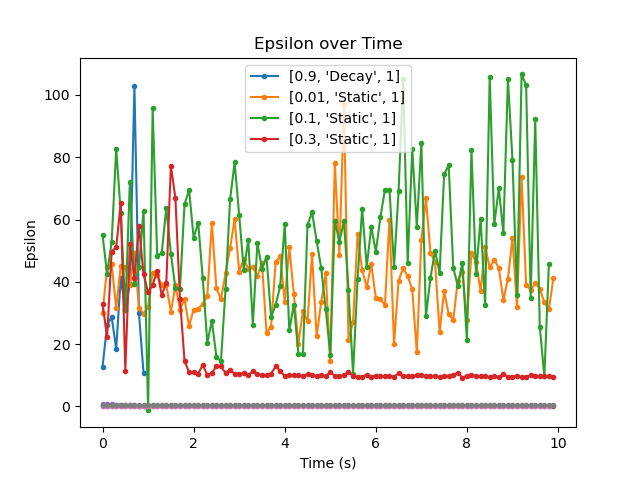 Epsilon over Time
[0.9, 'Decay', 1]
[0.01, 'Static', 1]
[0.1, 'Static', 1]
[0.3, 'Static', 1]
Epsilon
100
80
60
40
20
0
0 2 4 6 8 10
Time (s)